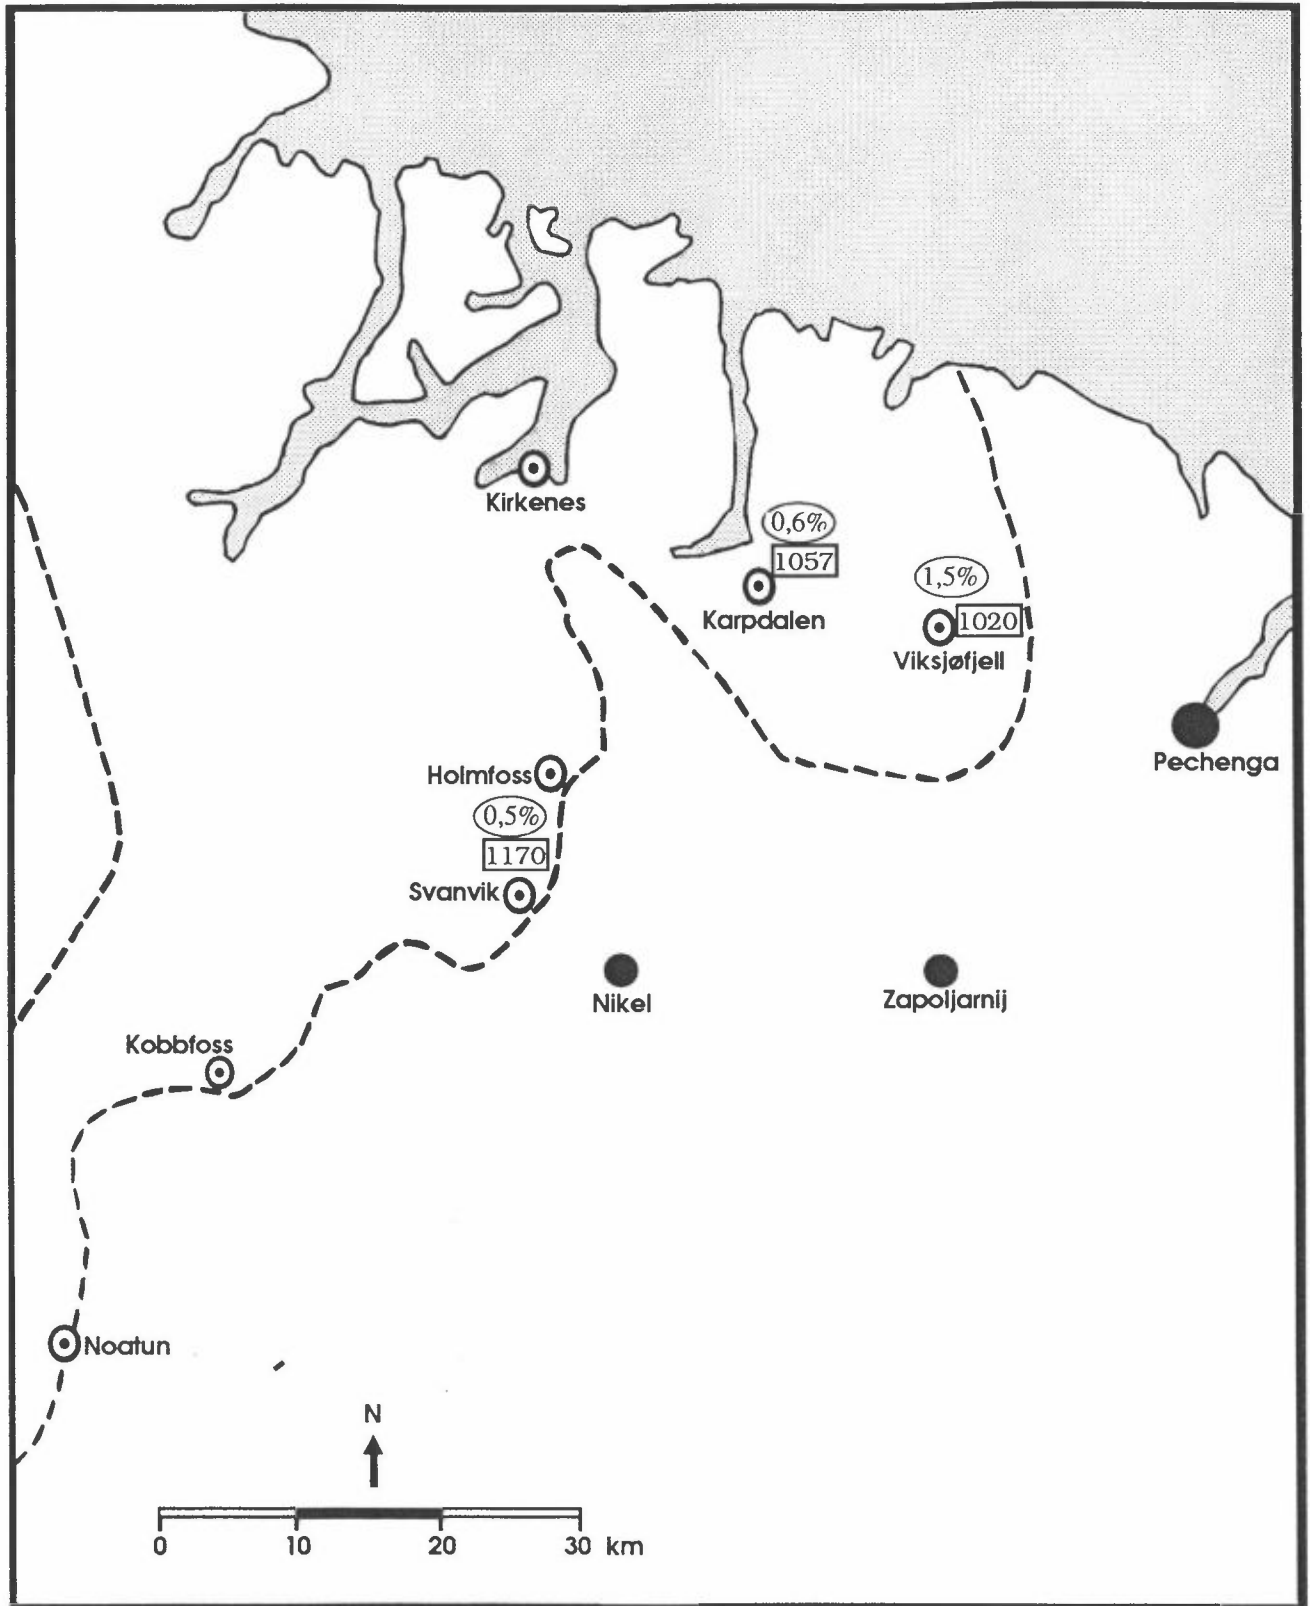 Kirkenes
0,6%
1057
Karpdalen
1,5%
1020
Viksjøfjell
Pechenga
Holmfoss
0,5%
1170
Svanvik
Nikel
Zapoljarnij
Kobbfoss
Noatun
N
0 10 20 30 km